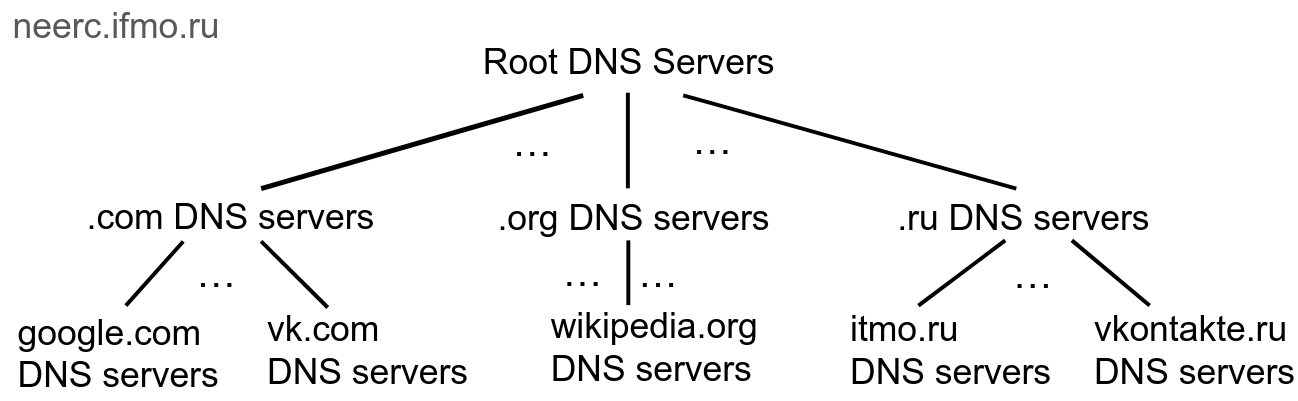 neerc.ifmo.ru
Root DNS Servers
... ...
.com DNS servers
.org DNS servers
.ru DNS servers
...
... ...
...
google.com
DNS servers
vk.com
DNS servers
wikipedia.org
DNS servers
itmo.ru
DNS servers
vkontakte.ru
DNS servers